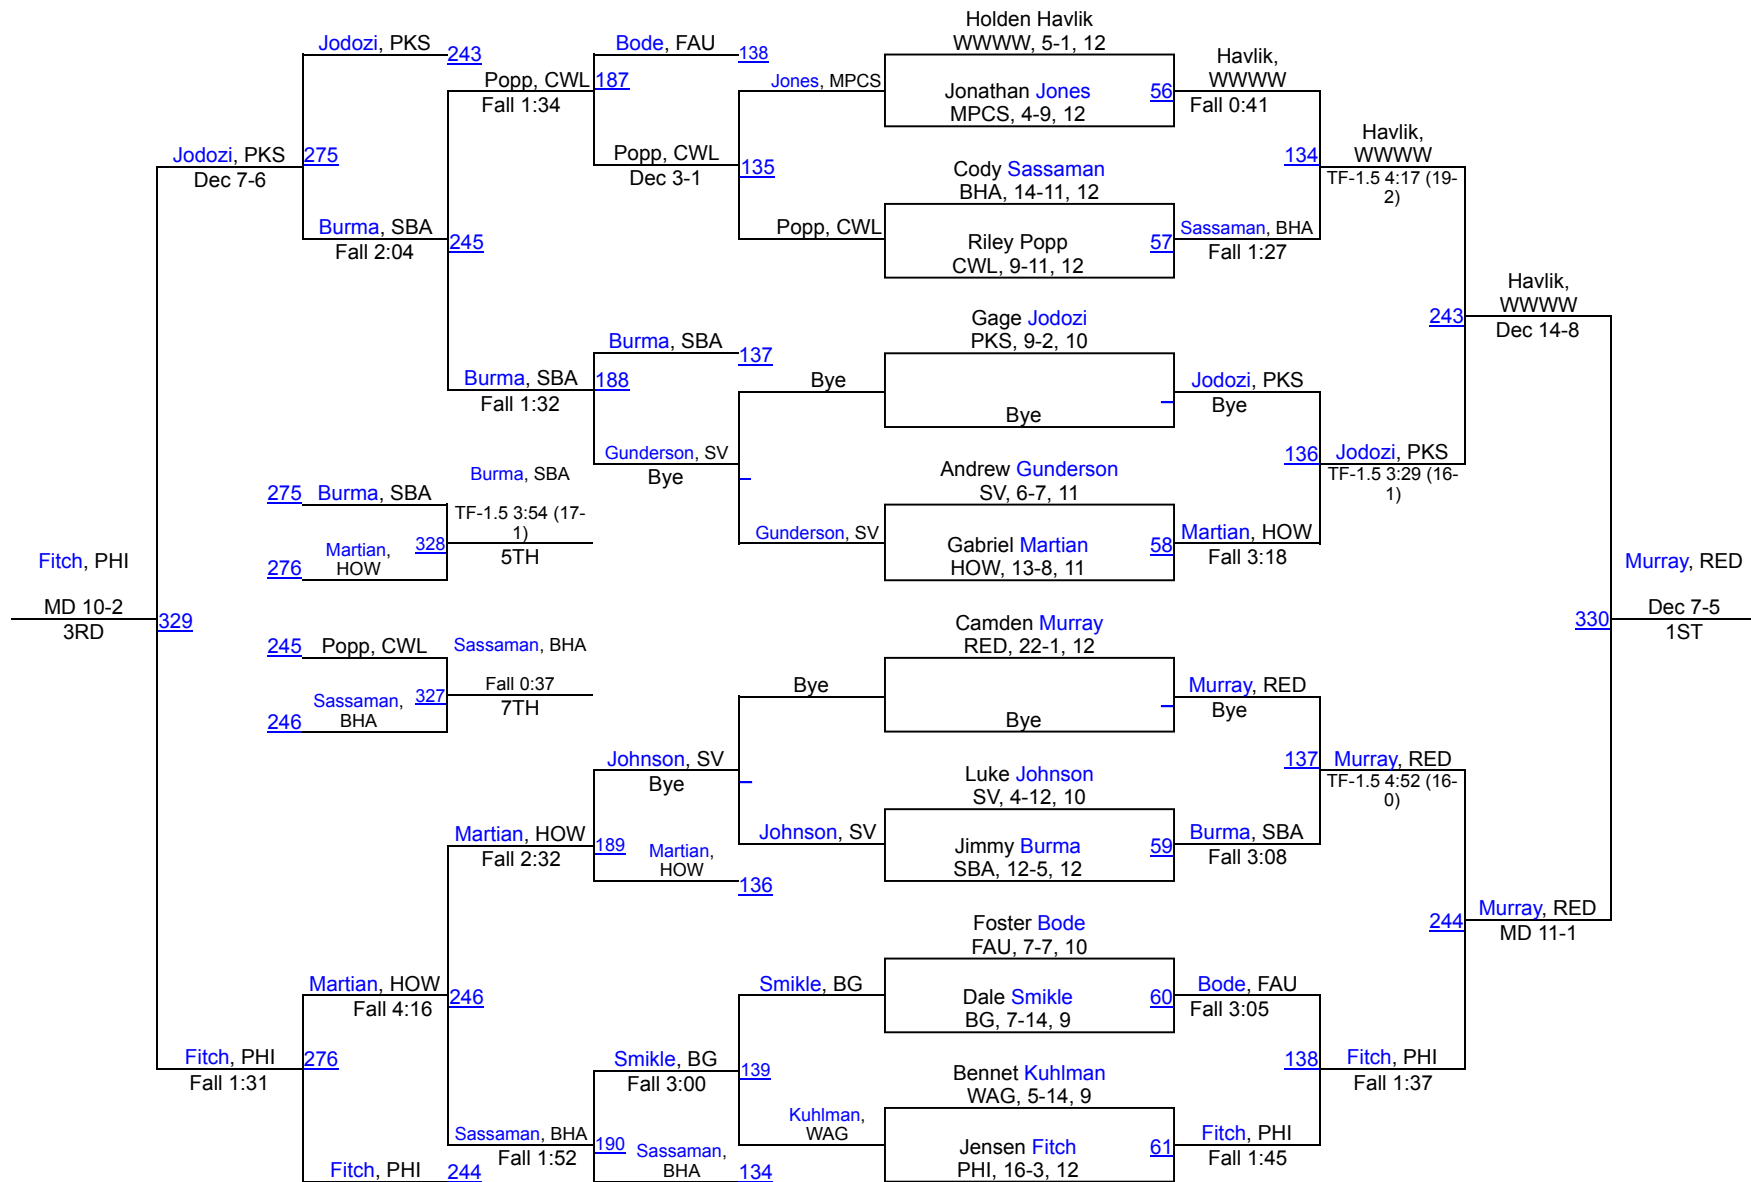 Holden Havlik
WWWW, 5-1, 12
Jodozi, PKS
243
Bode, FAU
138
Havlik,
WWWW
Popp, CWL
187
Fall 1:34
Jones, MPCS
Jonathan Jones
MPCS, 4-9, 12
56
Fall 0:41
Jodozi, PKS
275
Dec 7-6
Popp, CWL
Dec 3-1
135
Havlik,
WWWW
134
TF-1.5 4:17 (19-
2)
Cody Sassaman
BHA, 14-11, 12
Burma, SBA
245
Fall 2:04
Popp, CWL
Riley Popp
CWL, 9-11, 12
57
Sassaman, BHA
Fall 1:27
Havlik,
WWWW
243
Dec 14-8
Gage Jodozi
PKS, 9-2, 10
Burma, SBA
137
Burma, SBA
188
Fall 1:32
Bye
Bye
Jodozi, PKS
Bye
Gunderson, SV
Bye
136
Jodozi, PKS
TF-1.5 3:29 (16-
1)
Andrew Gunderson
SV, 6-7, 11
Burma, SBA
275
Burma, SBA
TF-1.5 3:54 (17-
1)
328
5TH
Martian,
HOW
276
Gunderson, SV
Gabriel Martian
HOW, 13-8, 11
58
Martian, HOW
Fall 3:18
Fitch, PHI
MD 10-2
3RD
329
Murray, RED
330
Dec 7-5
1ST
Camden Murray
RED, 22-1, 12
245
Popp, CWL
Sassaman, BHA
Fall 0:37
7TH
327
Sassaman,
BHA
246
Bye
Bye
Murray, RED
Bye
Johnson, SV
Bye
137
Murray, RED
TF-1.5 4:52 (16-
0)
Luke Johnson
SV, 4-12, 10
Martian, HOW
Fall 2:32
189
Martian,
HOW
136
Johnson, SV
Jimmy Burma
SBA, 12-5, 12
59
Burma, SBA
Fall 3:08
244
Murray, RED
MD 11-1
Foster Bode
FAU, 7-7, 10
Martian, HOW
246
Fall 4:16
Smikle, BG
Dale Smikle
BG, 7-14, 9
60
Bode, FAU
Fall 3:05
Fitch, PHI
276
Fall 1:31
Smikle, BG
Fall 3:00
139
138
Fitch, PHI
Fall 1:37
Bennet Kuhlman
WAG, 5-14, 9
Kuhlman,
WAG
Sassaman, BHA
190
Fall 1:52
Sassaman,
BHA
134
Jensen Fitch
PHI, 16-3, 12
61
Fitch, PHI
Fall 1:45
Fitch, PHI
244